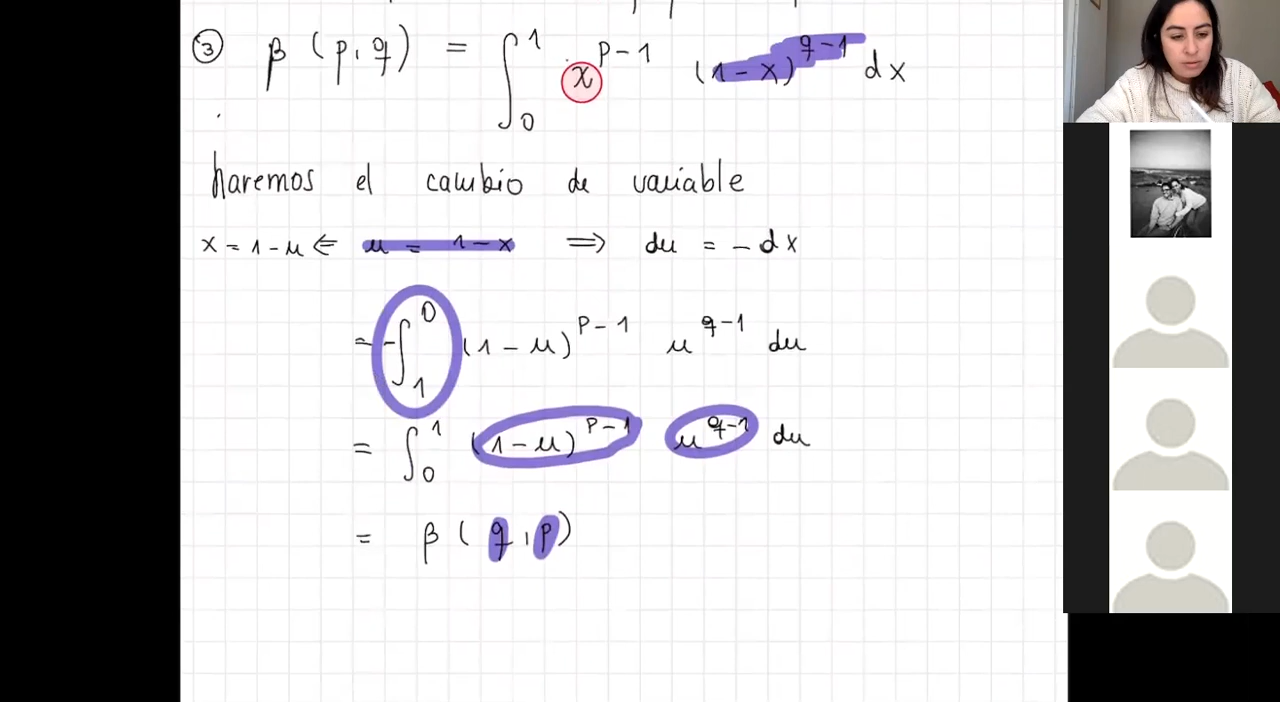 ③ β (p, q) = ∫₀¹ x^{p-1} (1-x)^{q-1} dx
haremos el cambio de variable
x = 1-u ⇐ u = 1-x ⟹ du = -dx
= -∫₁⁰ (1-u)^{p-1} u^{q-1} du
= ∫₀¹ (1-u)^{p-1} u^{q-1} du
= β (q, p)